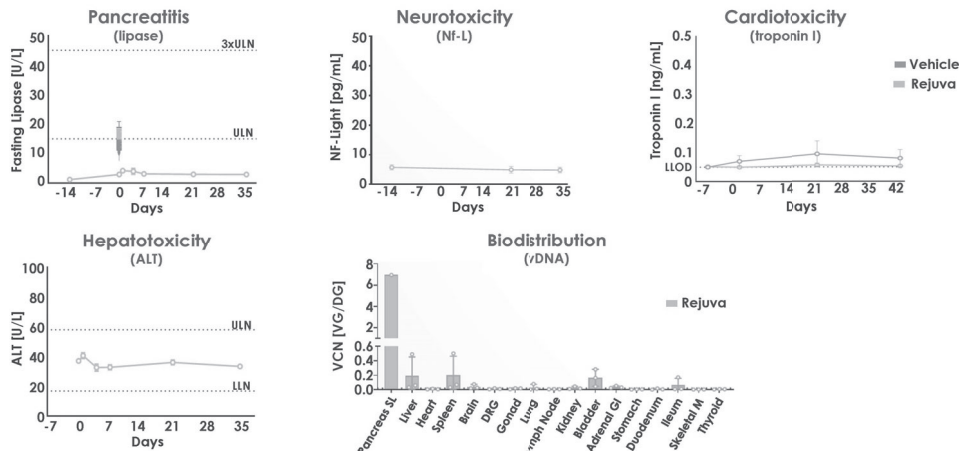 Pancreatitis
(lipase)
Fasting Lipase [U/L]
50
40
30
20
10
0
3xULN
ULN
-14 -7 0 7 14 21 28 35
Days
Neurotoxicity
(Nf-L)
NF-Light [pg/mL]
50
40
30
20
10
0
-14 -7 0 7 14 21 28 35
Days
Cardiotoxicity
(troponin I)
Troponin I [ng/mL]
0.5
0.4
0.3
0.2
0.1
LLOD
0.0
-7 0 7 14 21 28 35 42
Days
Vehicle
Rejuva
Hepatotoxicity
(ALT)
ALT [U/L]
100
80
60
40
20
0
ULN
LLN
0 7 14 21 28 35
Days
Biodistribution
(vDNA)
VCN [VG/DG]
8
6
4
2
0.6
0.4
0.2
0.0
Rejuva
Pancreas SL
Liver
Heart
Spleen
Brain
DRG
Gonad
Lung
mph Node
Kidney
Bladder
Adrenal Gl
Stomach
Duodenum
Ileum
Skeletal M
Thyroid